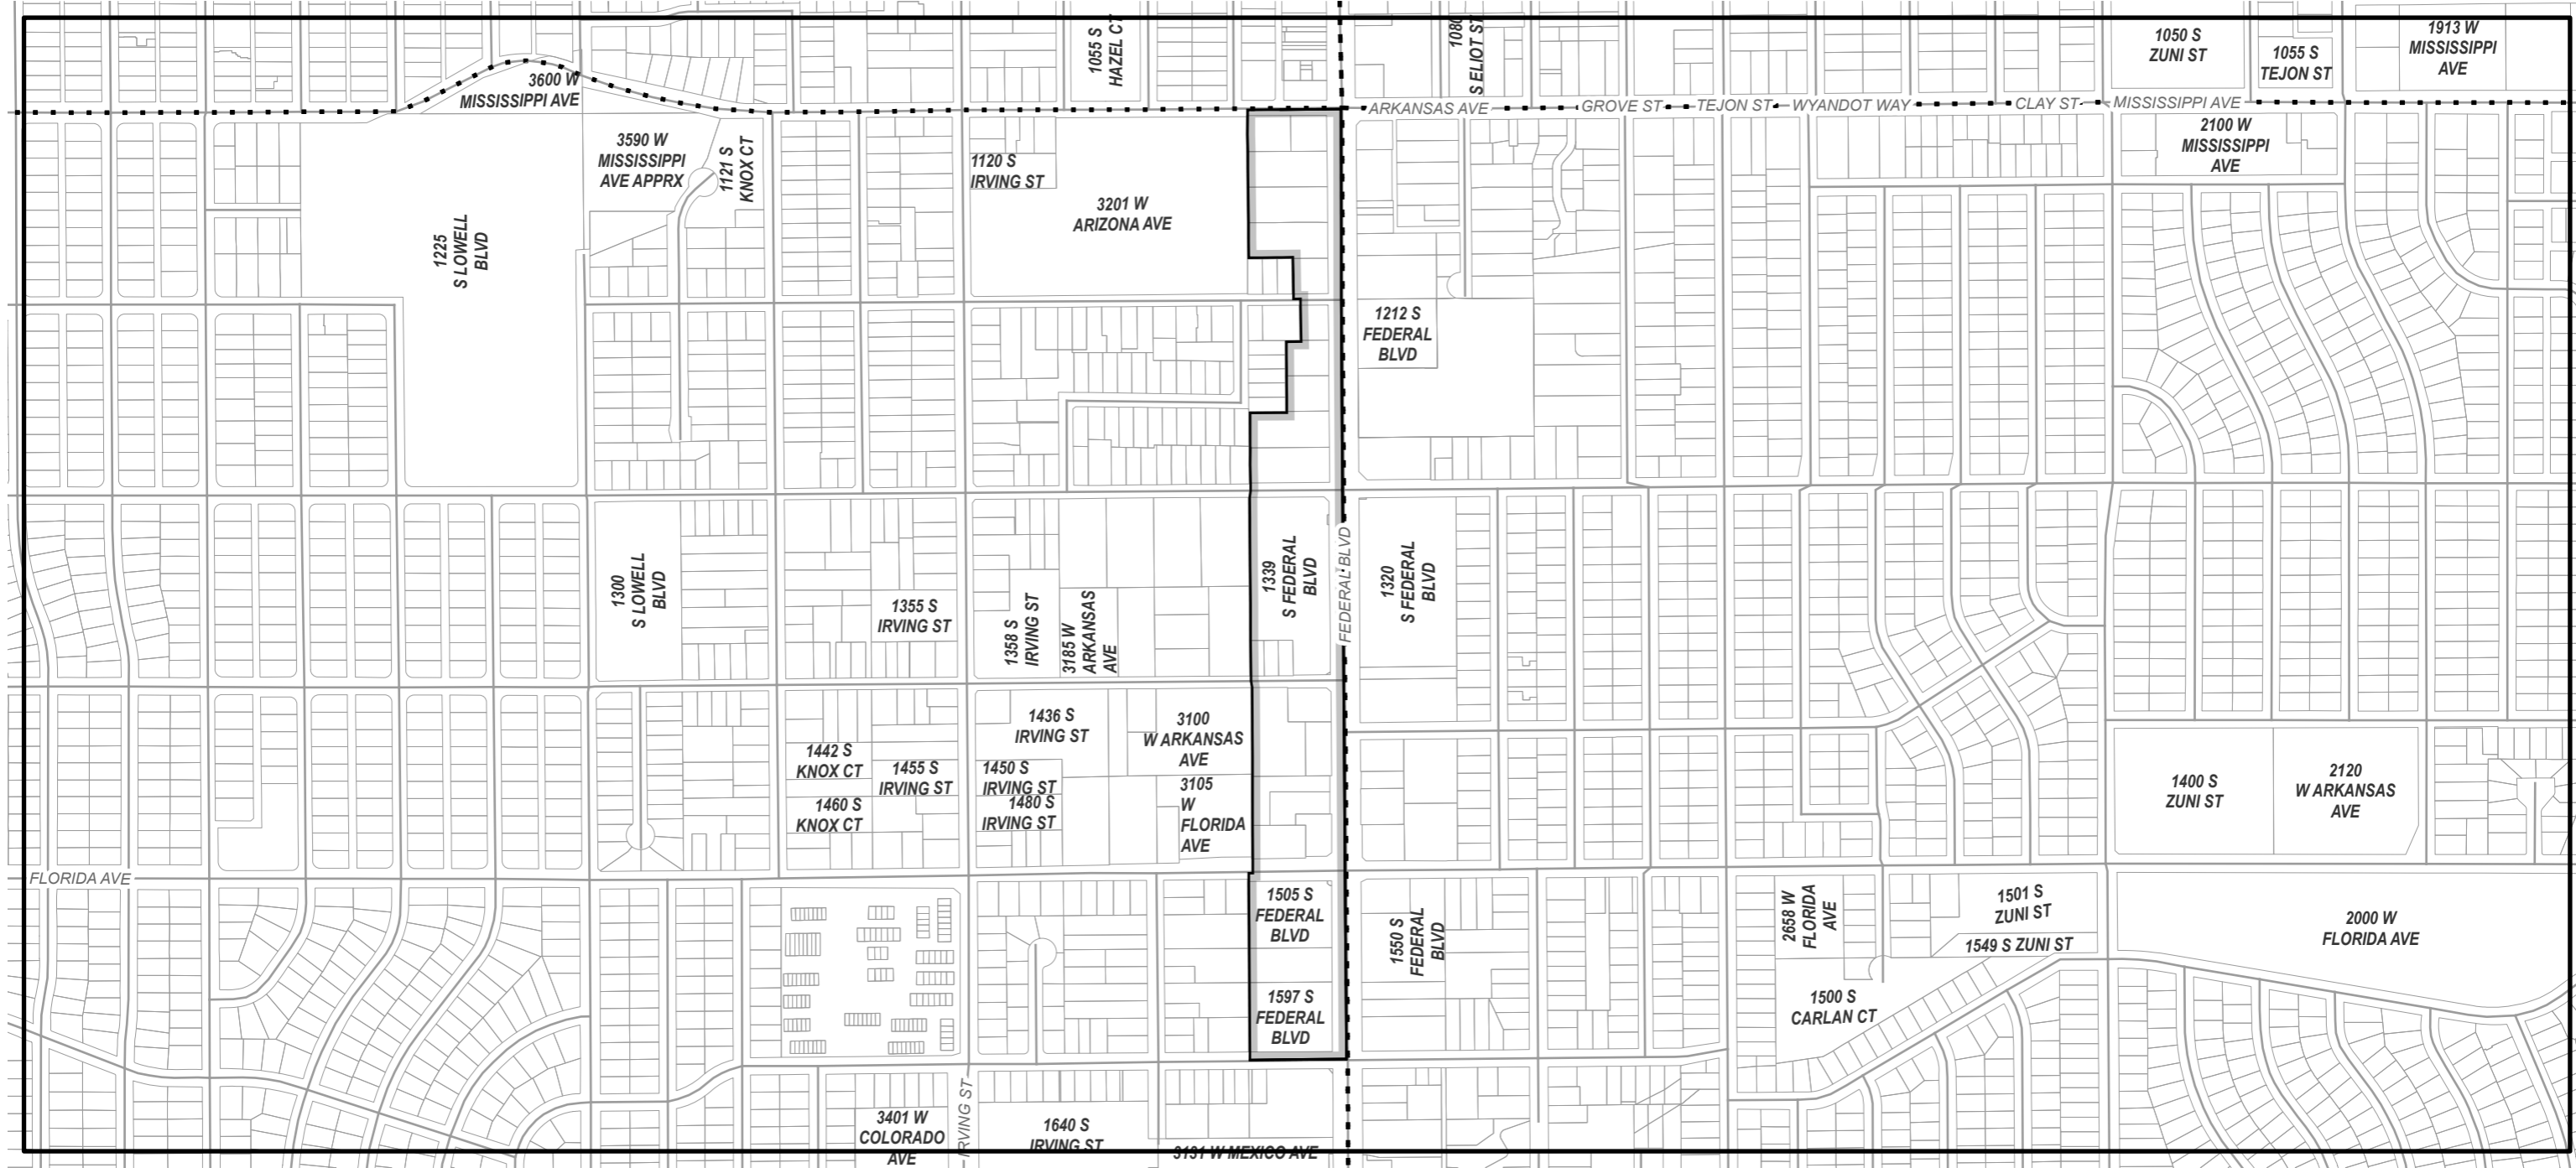 1055 S
HAZEL CT
1080
S ELIOT ST
1050 S
ZUNI ST
1055 S
TEJON ST
1913 W
MISSISSIPPI
AVE
3600 W
MISSISSIPPI AVE
ARKANSAS AVE
GROVE ST
TEJON ST
WYANDOT WAY
CLAY ST
MISSISSIPPI AVE
3590 W
MISSISSIPPI
AVE APPRX
1121 S
KNOX CT
1120 S
IRVING ST
2100 W
MISSISSIPPI
AVE
1225
S LOWELL
BLVD
3201 W
ARIZONA AVE
1212 S
FEDERAL
BLVD
1300
S LOWELL
BLVD
1355 S
IRVING ST
1358 S
IRVING ST
3185 W
ARKANSAS
AVE
1339
S FEDERAL
BLVD
FEDERAL BLVD
1320
S FEDERAL
BLVD
1436 S
IRVING ST
3100
W ARKANSAS
AVE
1442 S
KNOX CT
1455 S
IRVING ST
1450 S
IRVING ST
1460 S
KNOX CT
1480 S
IRVING ST
3105
W
FLORIDA
AVE
1400 S
ZUNI ST
2120
W ARKANSAS
AVE
FLORIDA AVE
1505 S
FEDERAL
BLVD
1550 S
FEDERAL
BLVD
2658 W
FLORIDA
AVE
1501 S
ZUNI ST
1549 S ZUNI ST
2000 W
FLORIDA AVE
1597 S
FEDERAL
BLVD
1500 S
CARLAN CT
3401 W
COLORADO
AVE
IRVING ST
1640 S
IRVING ST
3131 W MEXICO AVE